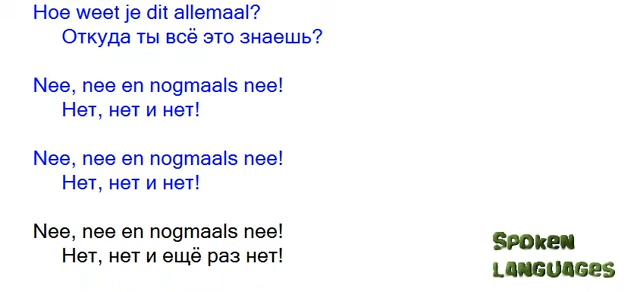 Hoe weet je dit allemaal?
Откуда ты всё это знаешь?
Nee, nee en nogmaals nee!
Нет, нет и нет!
Nee, nee en nogmaals nee!
Нет, нет и нет!
Nee, nee en nogmaals nee!
Нет, нет и ещё раз нет!
Spoken
Languages